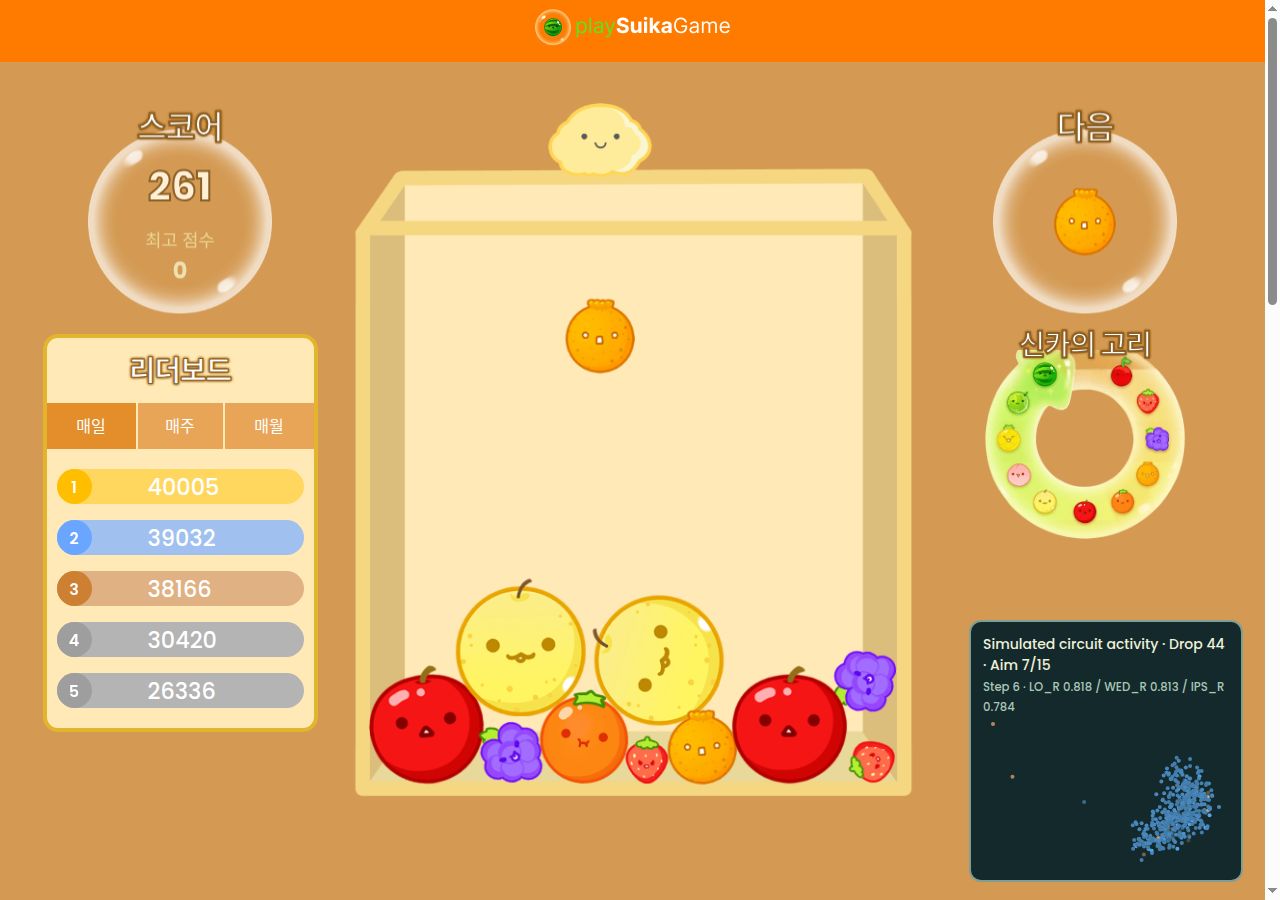 playSuikaGame
스코어
261
최고 점수
0
다음
신카의 고리
리더보드
매일
매주
매월
1
40005
2
39032
3
38166
4
30420
5
26336
Simulated circuit activity · Drop 44
· Aim 7/15
Step 6 · LO_R 0.818 / WED_R 0.813 / IPS_R
0.784